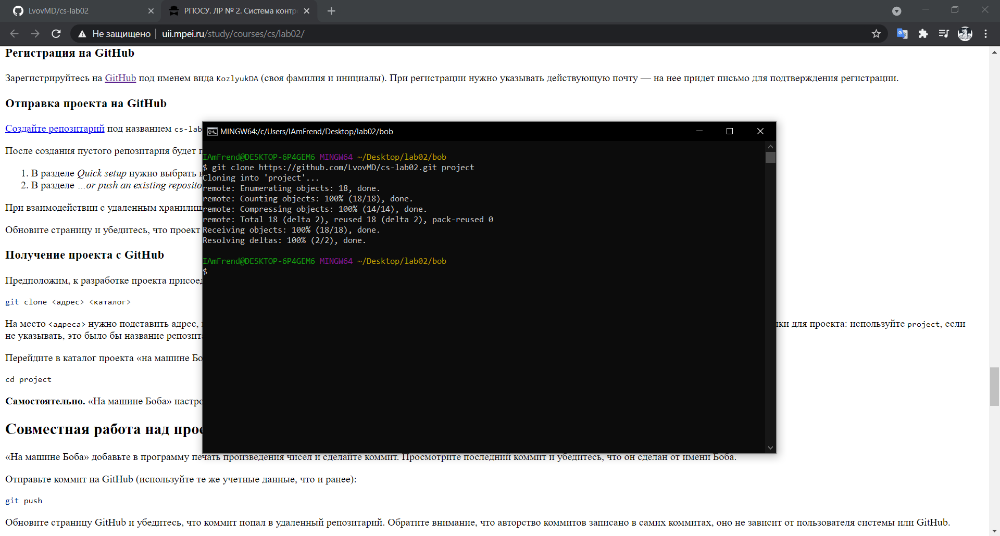 LvovMD/cs-lab02
РПОСУ. ЛР № 2. Система контр
Не защищено
uii.mpei.ru/study/courses/cs/lab02/
Регистрация на GitHub
Зарегистрируйтесь на GitHub под именем вида KozlyukDA (своя фамилия и инициалы). При регистрации нужно указывать действующую почту — на нее придет письмо для подтверждения регистрации.
Отправка проекта на GitHub
Создайте репозитарий под названием cs-lab
После создания пустого репозитария будет
1. В разделе Quick setup нужно выбрать
2. В разделе …or push an existing reposito
При взаимодействии с удаленным хранилищ
Обновите страницу и убедитесь, что проект
Получение проекта с GitHub
Предположим, к разработке проекта присоед
git clone <адрес> <каталог>
На место <адреса> нужно подставить адрес,
ки для проекта: используйте project, если
не указывать, это было бы название репозит
Перейдите в каталог проекта «на машине Бо
cd project
Самостоятельно. «На машине Боба» настро
Совместная работа над прое
«На машине Боба» добавьте в программу печать произведения чисел и сделайте коммит. Просмотрите последний коммит и убедитесь, что он сделан от имени Боба.
Отправьте коммит на GitHub (используйте те же учетные данные, что и ранее):
git push
Обновите страницу GitHub и убедитесь, что коммит попал в удаленный репозитарий. Обратите внимание, что авторство коммитов записано в самих коммитах, оно не зависит от пользователя системы или GitHub.
MINGW64:/c/Users/IAmFrend/Desktop/lab02/bob
IAmFrend@DESKTOP-6P4GEM6 MINGW64 ~/Desktop/lab02/bob
$ git clone https://github.com/LvovMD/cs-lab02.git project
Cloning into 'project'...
remote: Enumerating objects: 18, done.
remote: Counting objects: 100% (18/18), done.
remote: Compressing objects: 100% (14/14), done.
remote: Total 18 (delta 2), reused 18 (delta 2), pack-reused 0
Receiving objects: 100% (18/18), done.
Resolving deltas: 100% (2/2), done.
IAmFrend@DESKTOP-6P4GEM6 MINGW64 ~/Desktop/lab02/bob
$